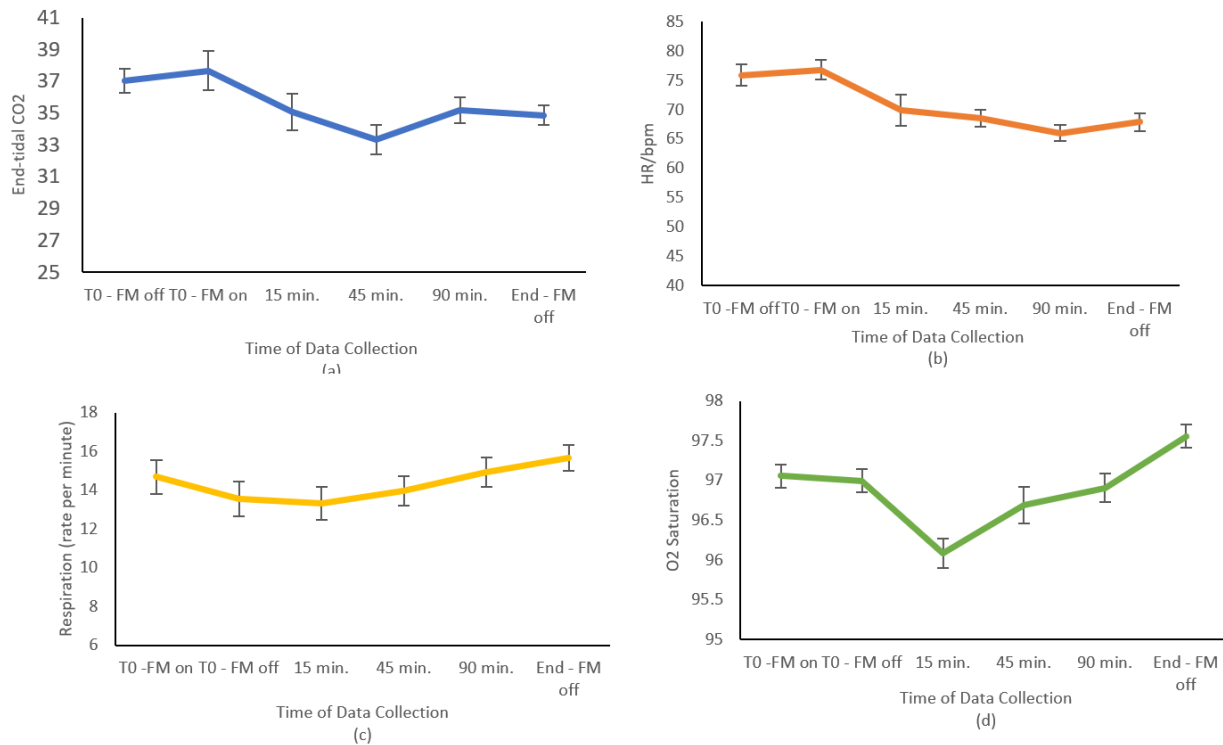 41
39
37
35
33
31
29
27
25
End-tidal CO2
T0 - FM off T0 - FM on 15 min. 45 min. 90 min. End - FM
off
Time of Data Collection
(a)
85
80
75
70
65
60
55
50
45
40
HR/bpm
T0 -FM off T0 - FM on 15 min. 45 min. 90 min. End - FM
off
Time of Data Collection
(b)
18
16
14
12
10
8
6
Respiration (rate per minute)
T0 -FM on T0 - FM off 15 min. 45 min. 90 min. End - FM
off
Time of Data Collection
(c)
98
97.5
97
96.5
96
95.5
95
O2 Saturation
T0 -FM on T0 - FM off 15 min. 45 min. 90 min. End - FM
off
Time of Data Collection
(d)